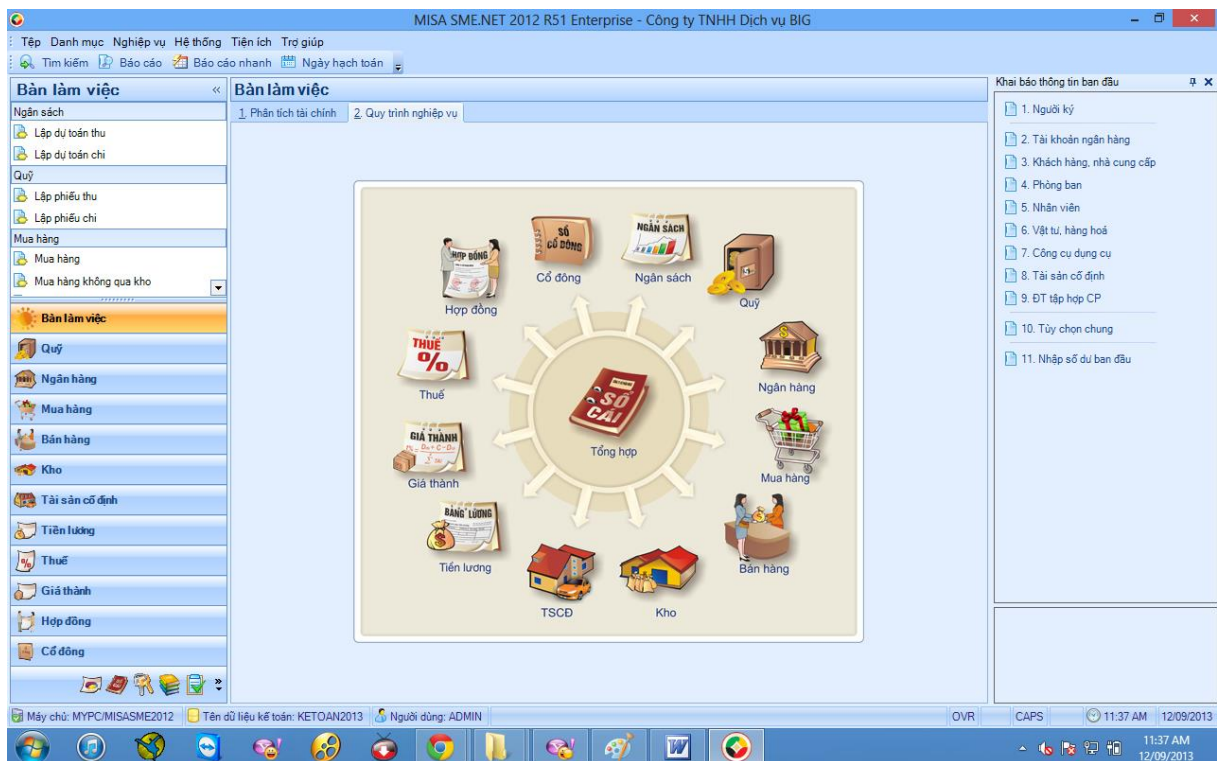 MISA SME.NET 2012 R51 Enterprise - Công ty TNHH Dịch vụ BIG
Tệp Danh mục Nghiệp vụ Hệ thống Tiện ích Trợ giúp
Tìm kiếm Báo cáo Báo cáo nhanh Ngày hạch toán
Bàn làm việc «
Ngân sách
Lập dự toán thu
Lập dự toán chi
Quỹ
Lập phiếu thu
Lập phiếu chi
Mua hàng
Mua hàng
Mua hàng không qua kho
Bàn làm việc
Quỹ
Ngân hàng
Mua hàng
Bán hàng
Kho
Tài sản cố định
Tiền lương
Thuế
Giá thành
Hợp đồng
Cổ đông
Bàn làm việc
1. Phân tích tài chính 2. Quy trình nghiệp vụ
SỔ CỔ ĐÔNG
Cổ đông
NGÂN SÁCH
Ngân sách
HỢP ĐỒNG
Hợp đồng
Quỹ
THUẾ
%
Thuế
Ngân hàng
SỔ CÁI
Tổng hợp
GIÁ THÀNH
Giá thành
Mua hàng
BẢNG LƯƠNG
Tiền lương
Bán hàng
TSCĐ
Kho
Khai báo thông tin ban đầu
1. Người ký
2. Tài khoản ngân hàng
3. Khách hàng, nhà cung cấp
4. Phòng ban
5. Nhân viên
6. Vật tư, hàng hoá
7. Công cụ dụng cụ
8. Tài sản cố định
9. ĐT tập hợp CP
10. Tùy chọn chung
11. Nhập số dư ban đầu
Máy chủ: MYPC/MISASME2012 Tên dữ liệu kế toán: KETOAN2013 Người dùng: ADMIN OVR CAPS 11:37 AM 12/09/2013
11:37 AM
12/09/2013